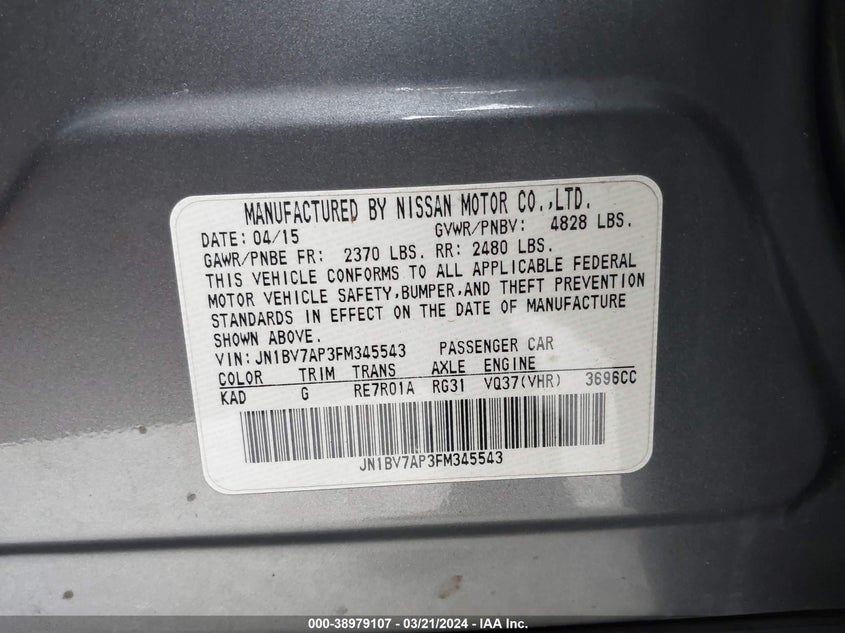 MANUFACTURED BY NISSAN MOTOR CO.,LTD.
DATE: 04/15 GVWR/PNBV: 4828 LBS.
GAWR/PNBE FR: 2370 LBS. RR: 2480 LBS.
THIS VEHICLE CONFORMS TO ALL APPLICABLE FEDERAL
MOTOR VEHICLE SAFETY,BUMPER,AND THEFT PREVENTION
STANDARDS IN EFFECT ON THE DATE OF MANUFACTURE
SHOWN ABOVE.
VIN: JN1BV7AP3FM345543 PASSENGER CAR
COLOR TRIM TRANS AXLE ENGINE
KAD G RE7R01A RG31 VQ37(VHR) 3696CC
JN1BV7AP3FM345543
000-38979107 - 03/21/2024 - IAA Inc.